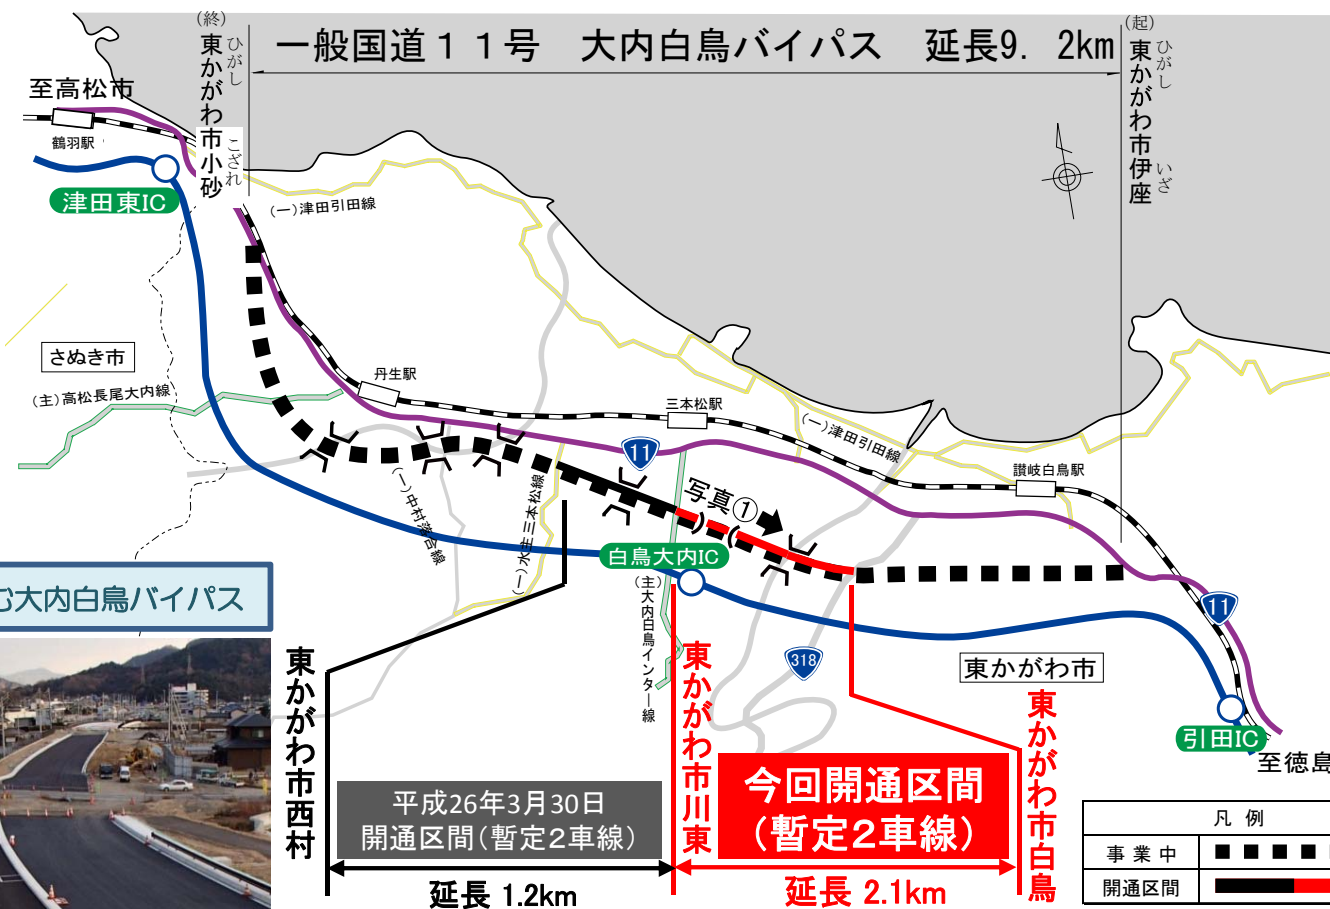 一般国道１１号　大内白鳥バイパス　延長9．2km
(終)
東かがわ市小砂
ひがし
こざれ
(起)
東かがわ市伊座
ひがし
いざ
至高松市
鶴羽駅
津田東IC
(一)津田引田線
さぬき市
(主)高松長尾大内線
丹生駅
三本松駅
(一)津田引田線
讃岐白鳥駅
11
写真①
(一)中村落合線
(一)水主三本松線
白鳥大内IC
(主)大内白鳥インター線
318
11
東かがわ市
引田IC
至徳島
む大内白鳥バイパス
東かがわ市西村
東かがわ市川東
東かがわ市白鳥
平成26年3月30日
開通区間(暫定2車線)
今回開通区間
(暫定2車線)
延長 1.2km
延長 2.1km
凡 例
事 業 中
開通区間